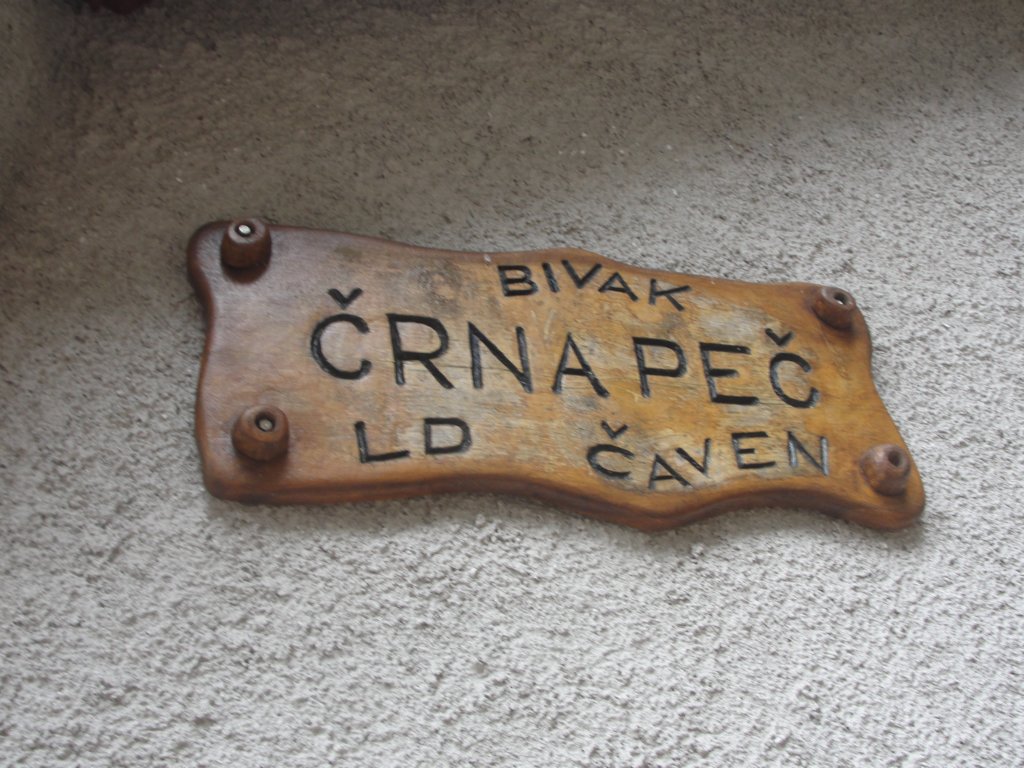 BIVAK
ČRNA PEČ
LD ČAVEN